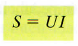 S = UI